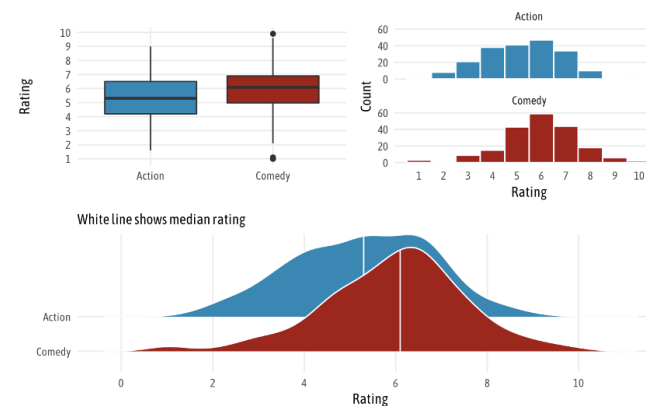 Rating
10
9
8
7
6
5
4
3
2
1
Action
Comedy
Count
Action
60
40
20
0
Comedy
60
40
20
0
1 2 3 4 5 6 7 8 9 10
Rating
White line shows median rating
Action
Comedy
0 2 4 6 8 10
Rating